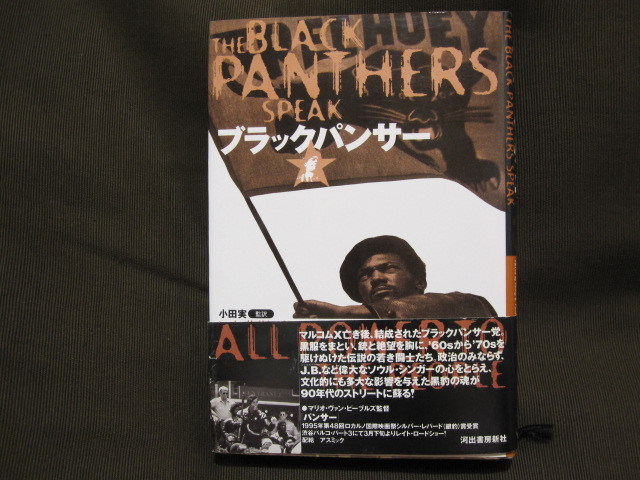 THE BLACK
PANTHERS
SPEAK
HUEY
ブラックパンサー
小田実 監訳
ALL POWER TO
マルコムX亡き後、結成されたブラックパンサー党。
黒服をまとい、銃と絶望を胸に、'60sから'70sを
駆けぬけた伝説の若き闘士たち。政治のみならず、
J.B.など偉大なソウル・シンガーの心をとらえ、
文化的にも多大な影響を与えた黒豹の魂が
90年代のストリートに蘇る!
●マリオ・ヴァン・ピーブルズ監督
「パンサー」
1995年第48回ロカルノ国際映画祭シルバー・レパード(銀豹)賞受賞
渋谷パルコ・パート3にて3月下旬よりレイト・ロードショー!
配給 アスミック
河出書房新社
THE BLACK PANTHERS SPEAK